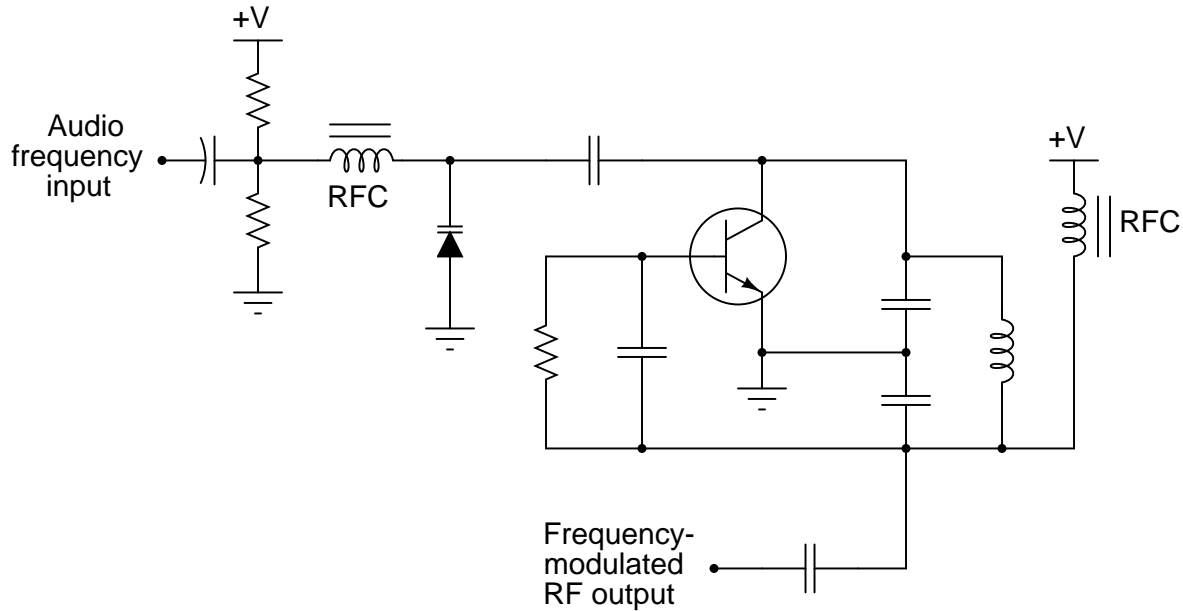 +V
Audio
frequency
input
RFC
+V
RFC
Frequency-
modulated
RF output